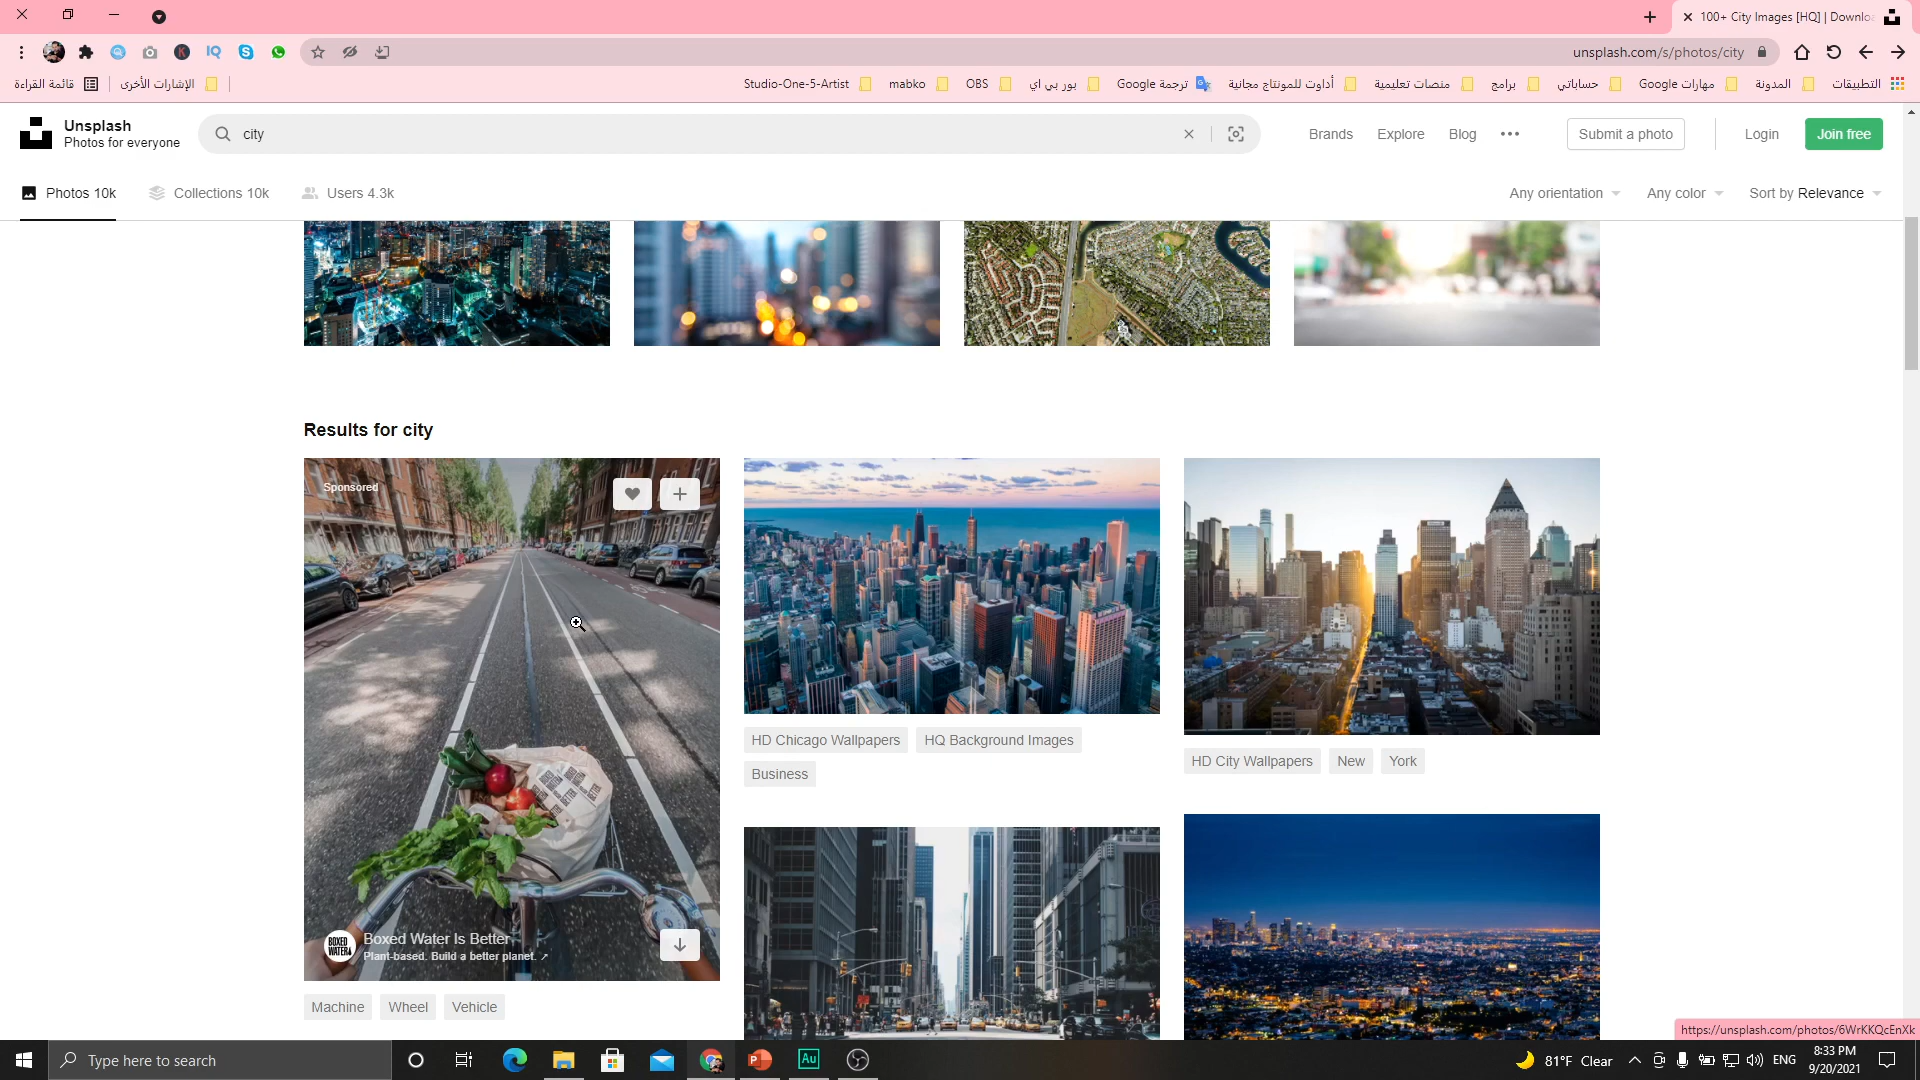 100+ City Images [HQ] | Downloa
unsplash.com/s/photos/city
التطبيقات
المدونة
مهارات Google
حساباتي
برامج
منصات تعليمية
أداوت للمونتاج مجانية
ترجمة Google
بور بي اي
OBS
mabko
Studio-One-5-Artist
الإشارات الأخرى
قائمة القراءة
Unsplash
Photos for everyone
city
Brands
Explore
Blog
Submit a photo
Login
Join free
Photos 10k
Collections 10k
Users 4.3k
Any orientation
Any color
Sort by Relevance
Results for city
Sponsored
BOXED WATER
Boxed Water Is Better
Plant-based. Build a better planet. ↗
Machine
Wheel
Vehicle
HD Chicago Wallpapers
HQ Background Images
Business
HD City Wallpapers
New
York
https://unsplash.com/photos/6WrKKQcEnXk
Type here to search
Au
81°F Clear
ENG
8:33 PM
9/20/2021